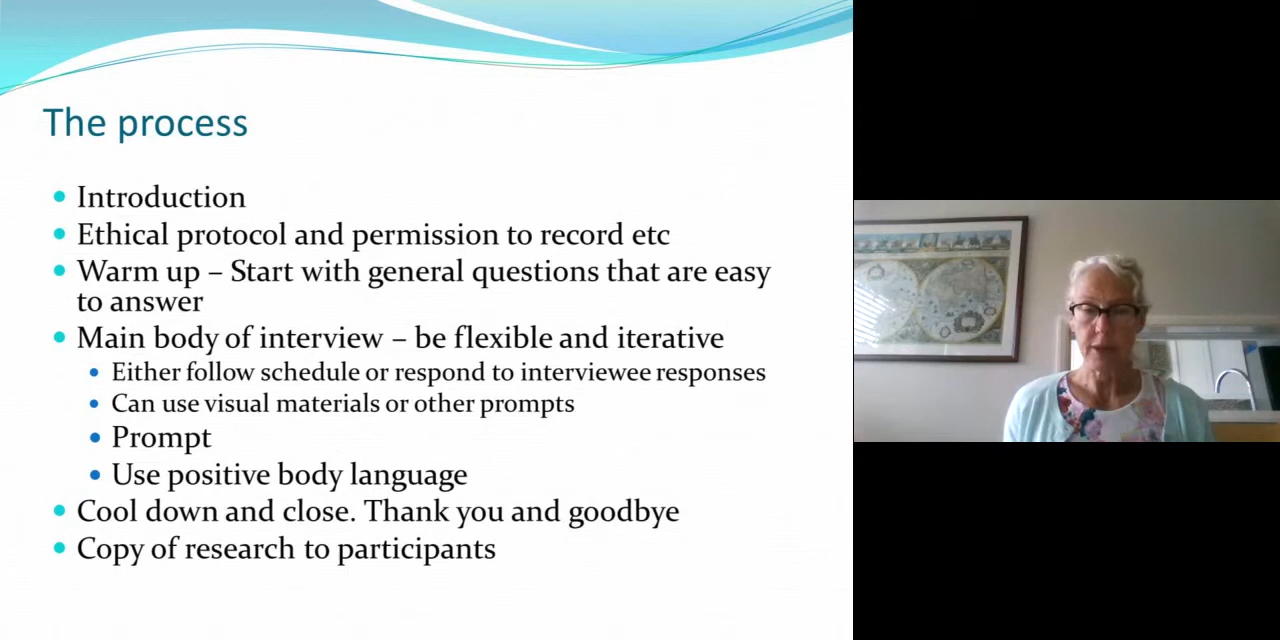 The process
Introduction
Ethical protocol and permission to record etc
Warm up – Start with general questions that are easy
to answer
Main body of interview – be flexible and iterative
Either follow schedule or respond to interviewee responses
Can use visual materials or other prompts
Prompt
Use positive body language
Cool down and close. Thank you and goodbye
Copy of research to participants